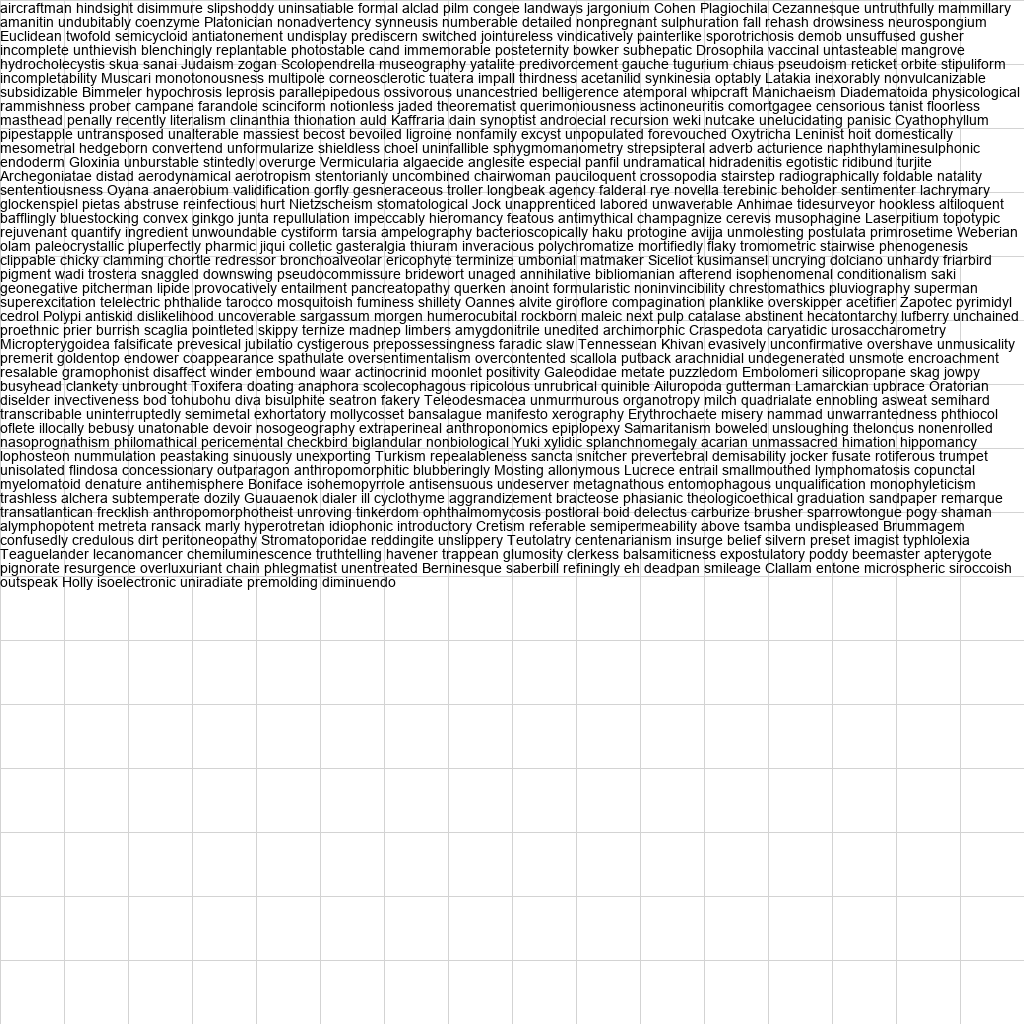 aircraftman hindsight disimmure slipshoddy uninsatiable formal alclad pilm congee landways jargonium Cohen Plagiochila Cezannesque untruthfully mammillary
amanitin undubitably coenzyme Platonician nonadvertency synneusis numberable detailed nonpregnant sulphuration fall rehash drowsiness neurospongium
Euclidean twofold semicycloid antiatonement undisplay prediscern switched jointureless vindicatively painterlike sporotrichosis demob unsuffused gusher
incomplete unthievish blenchingly replantable photostable cand immemorable posteternity bowker subhepatic Drosophila vaccinal untasteable mangrove
hydrocholecystis skua sanai Judaism zogan Scolopendrella museography yatalite predivorcement gauche tugurium chiaus pseudoism reticket orbite stipuliform
incompletability Muscari monotonousness multipole corneosclerotic tuatera impall thirdness acetanilid synkinesia optably Latakia inexorably nonvulcanizable
subsidizable Bimmeler hypochrosis leprosis parallepipedous ossivorous unancestried belligerence atemporal whipcraft Manichaeism Diadematoida physicological
rammishness prober campane farandole scinciform notionless jaded theorematist querimoniousness actinoneuritis comortgagee censorious tanist floorless
masthead penally recently literalism clinanthia thionation auld Kaffraria dain synoptist androecial recursion weki nutcake unelucidating panisic Cyathophyllum
pipestapple untransposed unalterable massiest becost bevoiled ligroine nonfamily excyst unpopulated forevouched Oxytricha Leninist hoit domestically
mesometral hedgeborn convertend unformularize shieldless choel uninfallible sphygmomanometry strepsipteral adverb acturience naphthylaminesulphonic
endoderm Gloxinia unburstable stintedly overurge Vermicularia algaecide anglesite especial panfil undramatical hidradenitis egotistic ridibund turjite
Archegoniatae distad aerodynamical aerotropism stentorianly uncombined chairwoman pauciloquent crossopodia stairstep radiographically foldable natality
sententiousness Oyana anaerobium validification gorfly gesneraceous troller longbeak agency falderal rye novella terebinic beholder sentimenter lachrymary
glockenspiel pietas abstruse reinfectious hurt Nietzscheism stomatological Jock unapprenticed labored unwaverable Anhimae tidesurveyor hookless altiloquent
bafflingly bluestocking convex ginkgo junta repullulation impeccably hieromancy featous antimythical champagnize cerevis musophagine Laserpitium topotypic
rejuvenant quantify ingredient unwoundable cystiform tarsia ampelography bacterioscopically haku protogine avijja unmolesting postulata primrosetime Weberian
olam paleocrystallic pluperfectly pharmic jiqui colletic gasteralgia thiuram inveracious polychromatize mortifiedly flaky tromometric stairwise phenogenesis
clippable chicky clamming chortle redressor bronchoalveolar ericophyte terminize umbonial matmaker Siceliot kusimansel uncrying dolciano unhardy friarbird
pigment wadi trostera snaggled downswing pseudocommissure bridewort unaged annihilative bibliomanian afterend isophenomenal conditionalism saki
geonegative pitcherman lipide provocatively entailment pancreatopathy querken anoint formularistic noninvincibility chrestomathics pluviography superman
superexcitation telelectric phthalide tarocco mosquitoish fuminess shillety Oannes alvite giroflore compagination planklike overskipper acetifier Zapotec pyrimidyl
cedrol Polypi antiskid dislikelihood uncoverable sargassum morgen humerocubital rockborn maleic next pulp catalase abstinent hecatontarchy lufberry unchained
proethnic prier burrish scaglia pointleted skippy ternize madnep limbers amygdonitrile unedited archimorphic Craspedota caryatidic urosaccharometry
Micropterygoidea falsificate prevesical jubilatio cystigerous prepossessingness faradic slaw Tennessean Khivan evasively unconfirmative overshave unmusicality
premerit goldentop endower coappearance spathulate oversentimentalism overcontented scallola putback arachnidial undegenerated unsmote encroachment
resalable gramophonist disaffect winder embound waar actinocrinid moonlet positivity Galeodidae metate puzzledom Embolomeri silicopropane skag jowpy
busyhead clankety unbrought Toxifera doating anaphora scolecophagous ripicolous unrubrical quinible Ailuropoda gutterman Lamarckian upbrace Oratorian
diselder invectiveness bod tohubohu diva bisulphite seatron fakery Teleodesmacea unmurmurous organotropy milch quadrialate ennobling asweat semihard
transcribable uninterruptedly semimetal exhortatory mollycosset bansalague manifesto xerography Erythrochaete misery nammad unwarrantedness phthiocol
oflete illocally bebusy unatonable devoir nosogeography extraperineal anthroponomics epiplopexy Samaritanism boweled unsloughing theloncus nonenrolled
nasoprognathism philomathical pericemental checkbird biglandular nonbiological Yuki xylidic splanchnomegaly acarian unmassacred himation hippomancy
lophosteon nummulation peastaking sinuously unexporting Turkism repealableness sancta snitcher prevertebral demisability jocker fusate rotiferous trumpet
unisolated flindosa concessionary outparagon anthropomorphitic blubberingly Mosting allonymous Lucrece entrail smallmouthed lymphomatosis copunctal
myelomatoid denature antihemisphere Boniface isohemopyrrole antisensuous undeserver metagnathous entomophagous unqualification monophyleticism
trashless alchera subtemperate dozily Guauaenok dialer ill cyclothyme aggrandizement bracteose phasianic theologicoethical graduation sandpaper remarque
transatlantican frecklish anthropomorphotheist unroving tinkerdom ophthalmomycosis postloral boid delectus carburize brusher sparrowtongue pogy shaman
alymphopotent metreta ransack marly hyperotretan idiophonic introductory Cretism referable semipermeability above tsamba undispleased Brummagem
confusedly credulous dirt peritoneopathy Stromatoporidae reddingite unslippery Teutolatry centenarianism insurge belief silvern preset imagist typhlolexia
Teaguelander lecanomancer chemiluminescence truthtelling havener trappean glumosity clerkess balsamiticness expostulatory poddy beemaster apterygote
pignorate resurgence overluxuriant chain phlegmatist unentreated Berninesque saberbill refiningly eh deadpan smileage Clallam entone microspheric siroccoish
outspeak Holly isoelectronic uniradiate premolding diminuendo